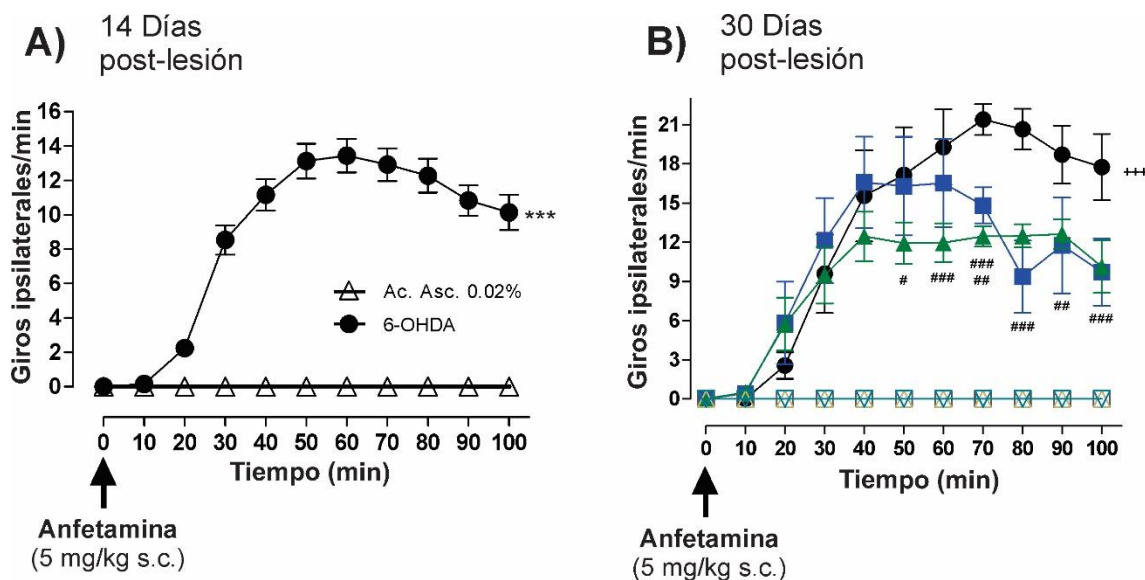 A)
14 Días
post-lesión
Giros ipsilaterales/min
16
14
12
10
8
6
4
2
0
***
Ac. Asc. 0.02%
6-OHDA
0 10 20 30 40 50 60 70 80 90 100
Tiempo (min)
Anfetamina
(5 mg/kg s.c.)
B)
30 Días
post-lesión
Giros ipsilaterales/min
21
18
15
12
9
6
3
0
+++
# ### ### ## ###
##
###
0 10 20 30 40 50 60 70 80 90 100
Tiempo (min)
Anfetamina
(5 mg/kg s.c.)